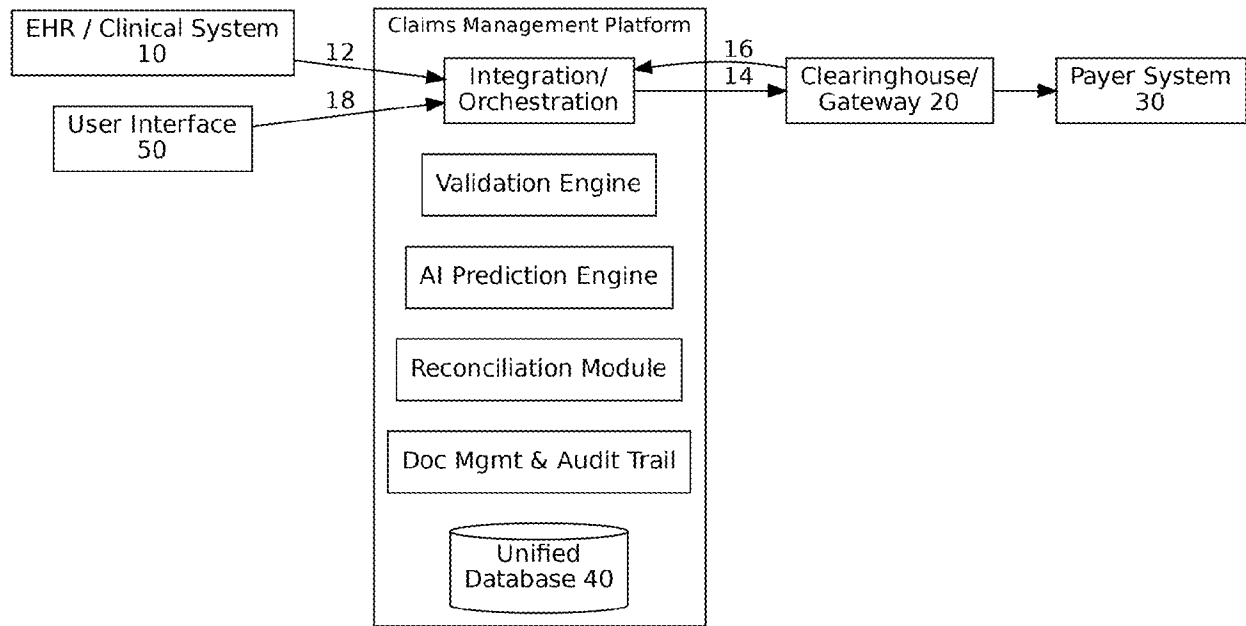 EHR / Clinical System
10
12
User Interface
50
18
Claims Management Platform
Integration/
Orchestration
16
14
Clearinghouse/
Gateway 20
Payer System
30
Validation Engine
AI Prediction Engine
Reconciliation Module
Doc Mgmt & Audit Trail
Unified
Database 40